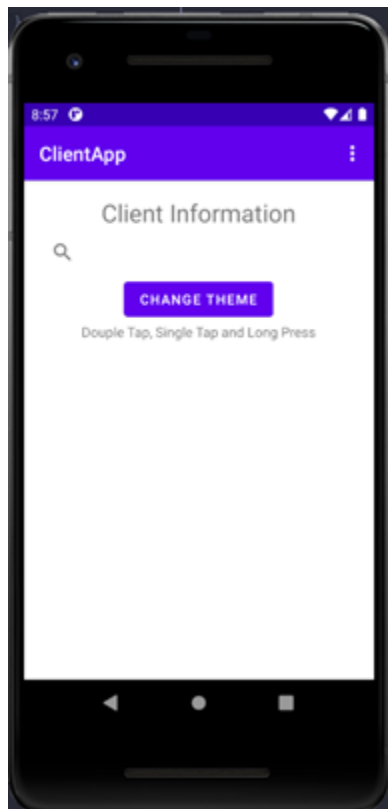 8:57
ClientApp
Client Information
CHANGE THEME
Douple Tap, Single Tap and Long Press